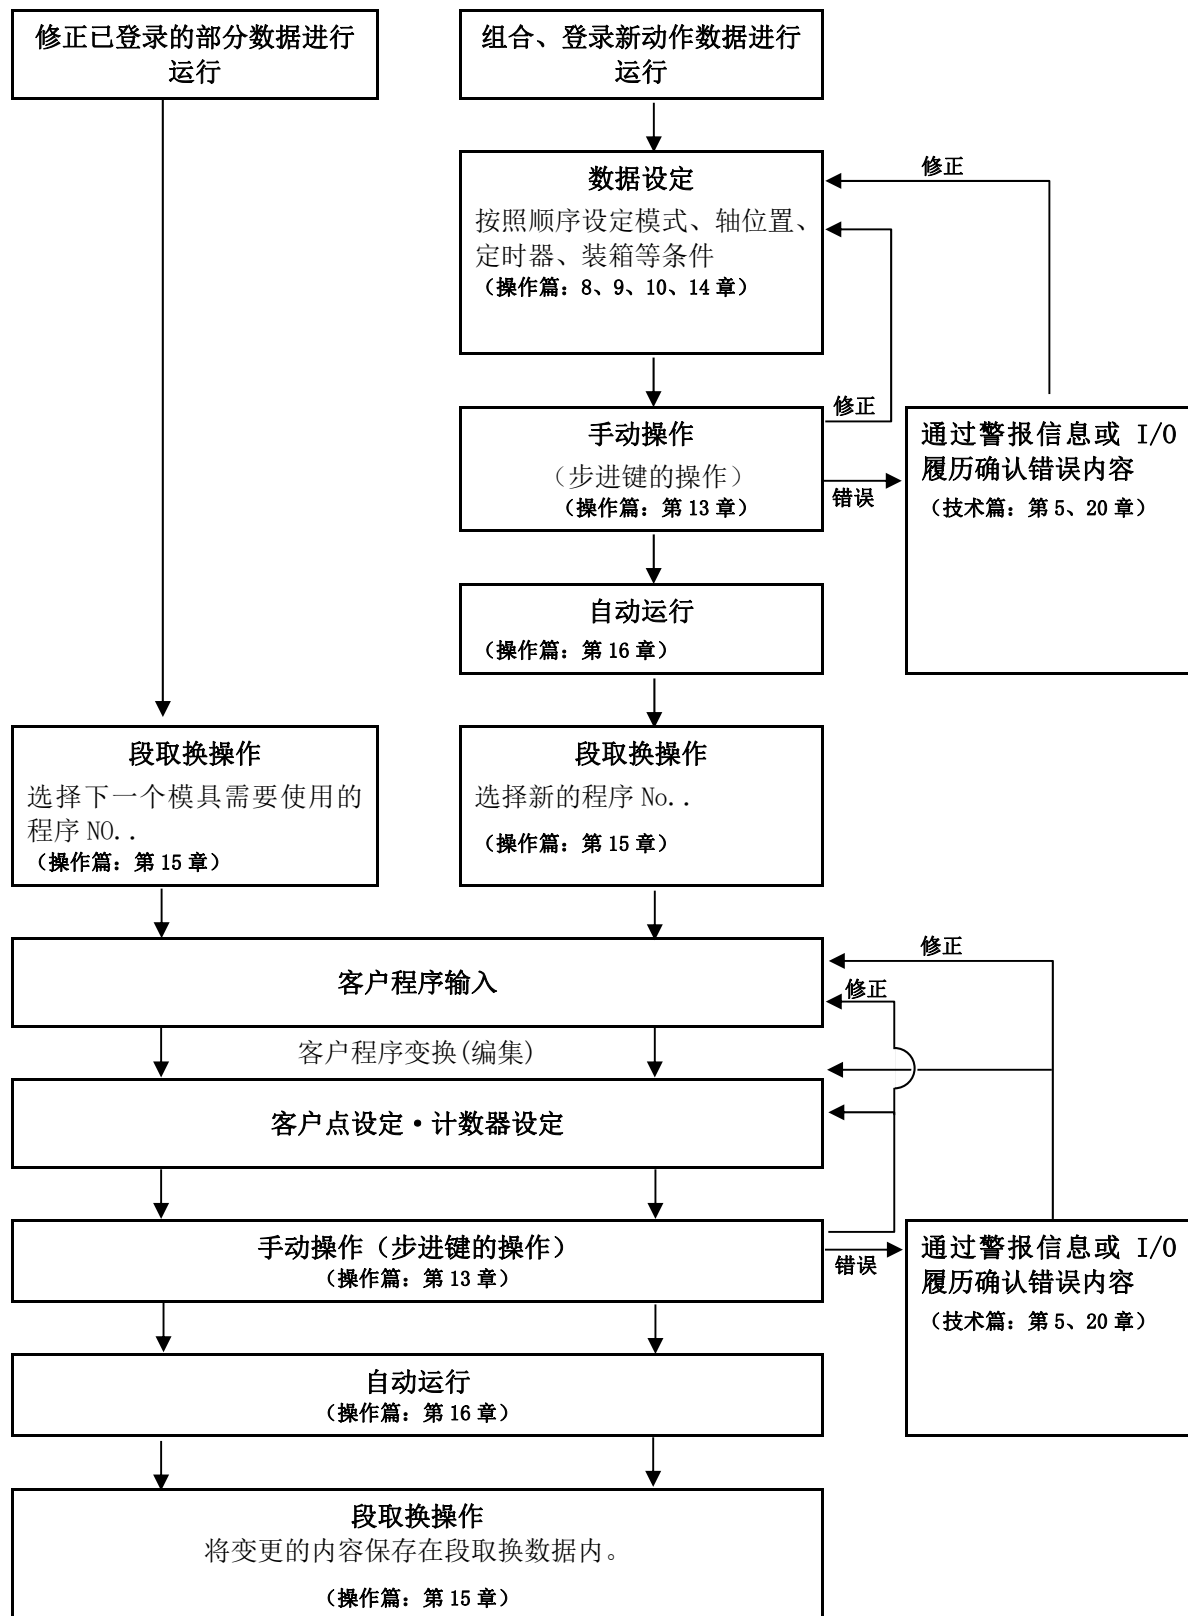 修正已登录的部分数据进行
运行
组合、登录新动作数据进行
运行
数据设定
按照顺序设定模式、轴位置、
定时器、装箱等条件
（操作篇：8、9、10、14 章）
修正
修正
手动操作
（步进键的操作）
（操作篇：第 13 章）
错误
通过警报信息或 I/O
履历确认错误内容
（技术篇：第 5、20 章）
自动运行
（操作篇：第 16 章）
段取换操作
选择下一个模具需要使用的
程序 NO..
（操作篇：第 15 章）
段取换操作
选择新的程序 No..
（操作篇：第 15 章）
客户程序输入
修正
修正
客户程序变换(编集)
客户点设定·计数器设定
手动操作（步进键的操作）
（操作篇：第 13 章）
错误
通过警报信息或 I/O
履历确认错误内容
（技术篇：第 5、20 章）
自动运行
（操作篇：第 16 章）
段取换操作
将变更的内容保存在段取换数据内。
（操作篇：第 15 章）